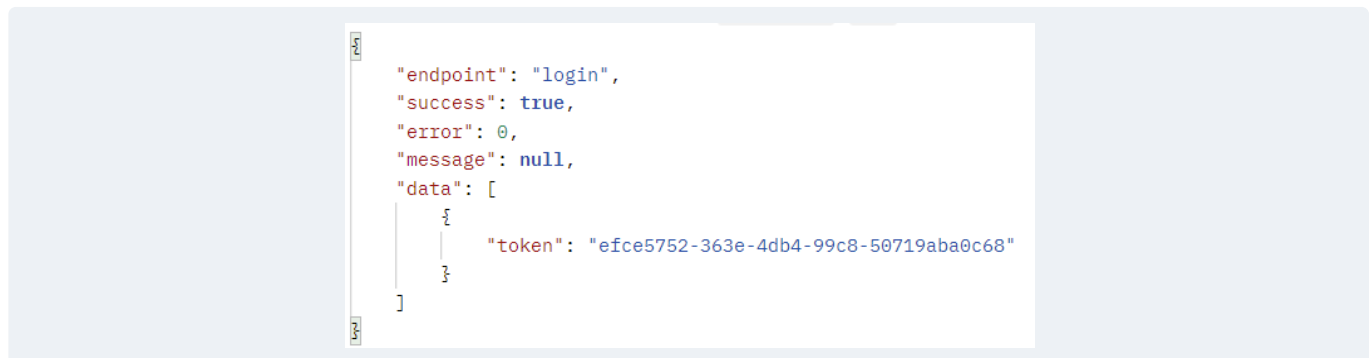 {
"endpoint": "login",
"success": true,
"error": 0,
"message": null,
"data": [
{
"token": "efce5752-363e-4db4-99c8-50719aba0c68"
}
]
}